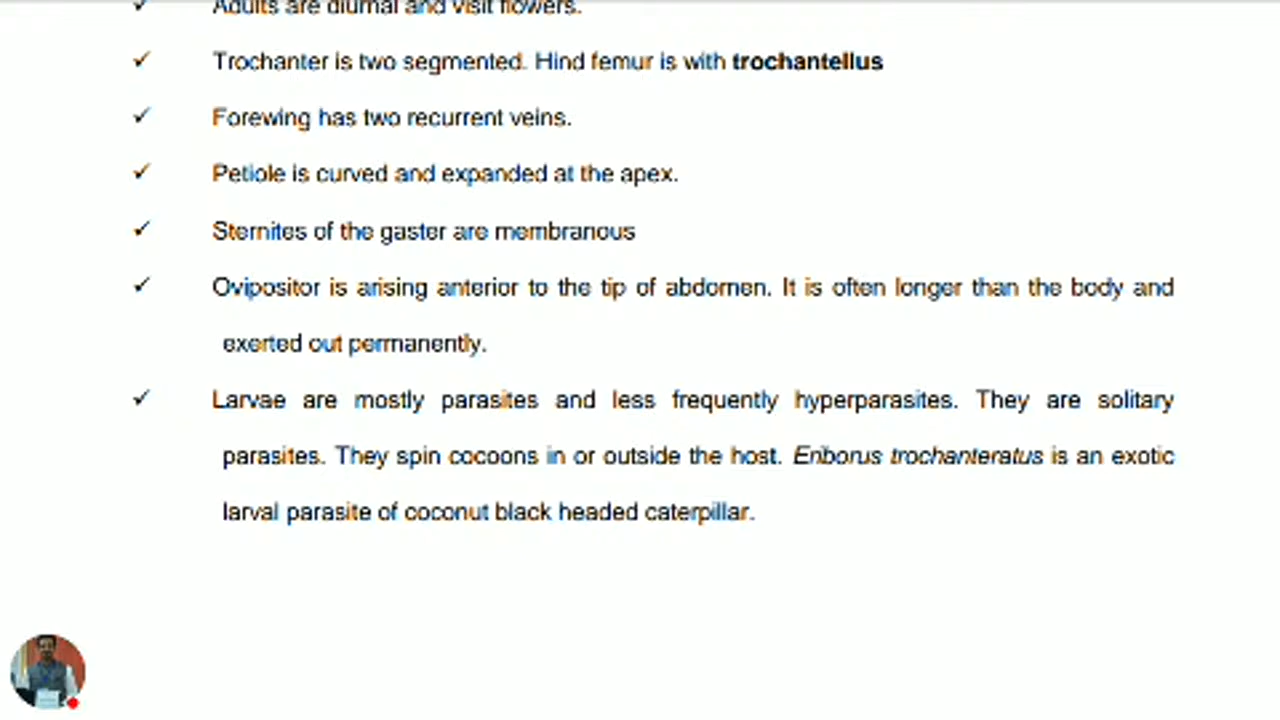 ✓ Adults are diurnal and visit flowers.
✓ Trochanter is two segmented. Hind femur is with trochantellus
✓ Forewing has two recurrent veins.
✓ Petiole is curved and expanded at the apex.
✓ Sternites of the gaster are membranous
✓ Ovipositor is arising anterior to the tip of abdomen. It is often longer than the body and
exerted out permanently.
✓ Larvae are mostly parasites and less frequently hyperparasites. They are solitary
parasites. They spin cocoons in or outside the host. Eriborus trochanteratus is an exotic
larval parasite of coconut black headed caterpillar.